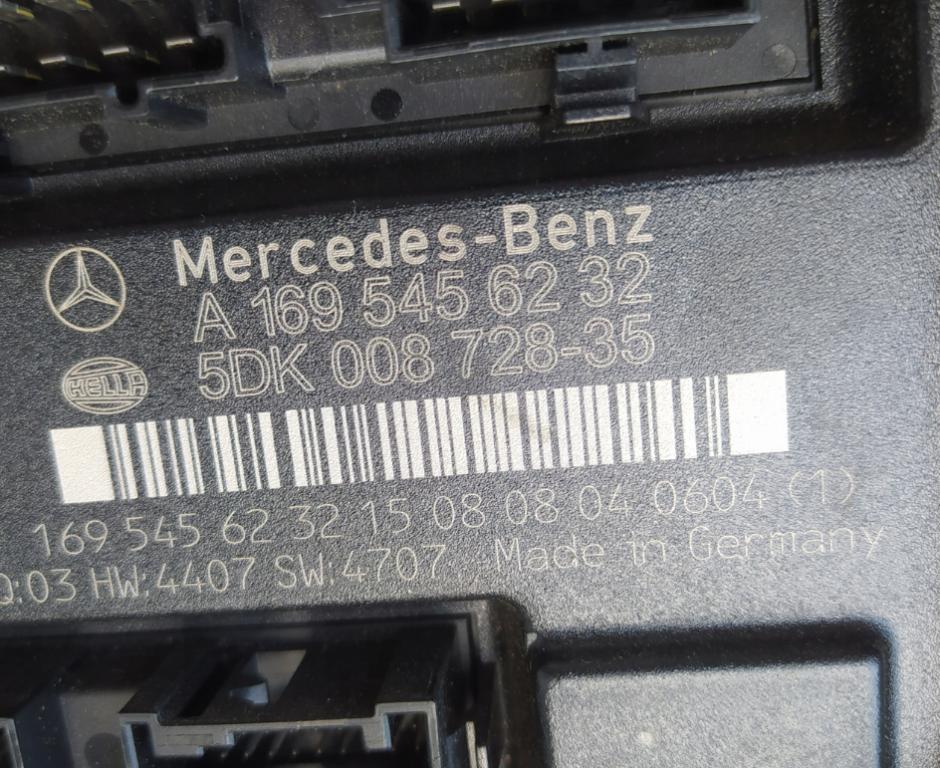 Mercedes-Benz
A 169 545 62 32
HELLA
5DK 008 728-35
169 545 62 32 15 08 08 04 0604 (1)
Q:03 HW:4407 SW:4707 Made in Germany